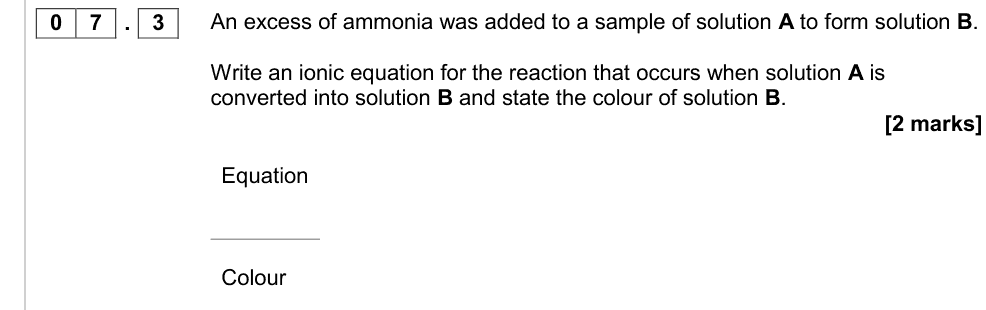 0 7 . 3 An excess of ammonia was added to a sample of solution A to form solution B.
Write an ionic equation for the reaction that occurs when solution A is
converted into solution B and state the colour of solution B.
[2 marks]
Equation
Colour